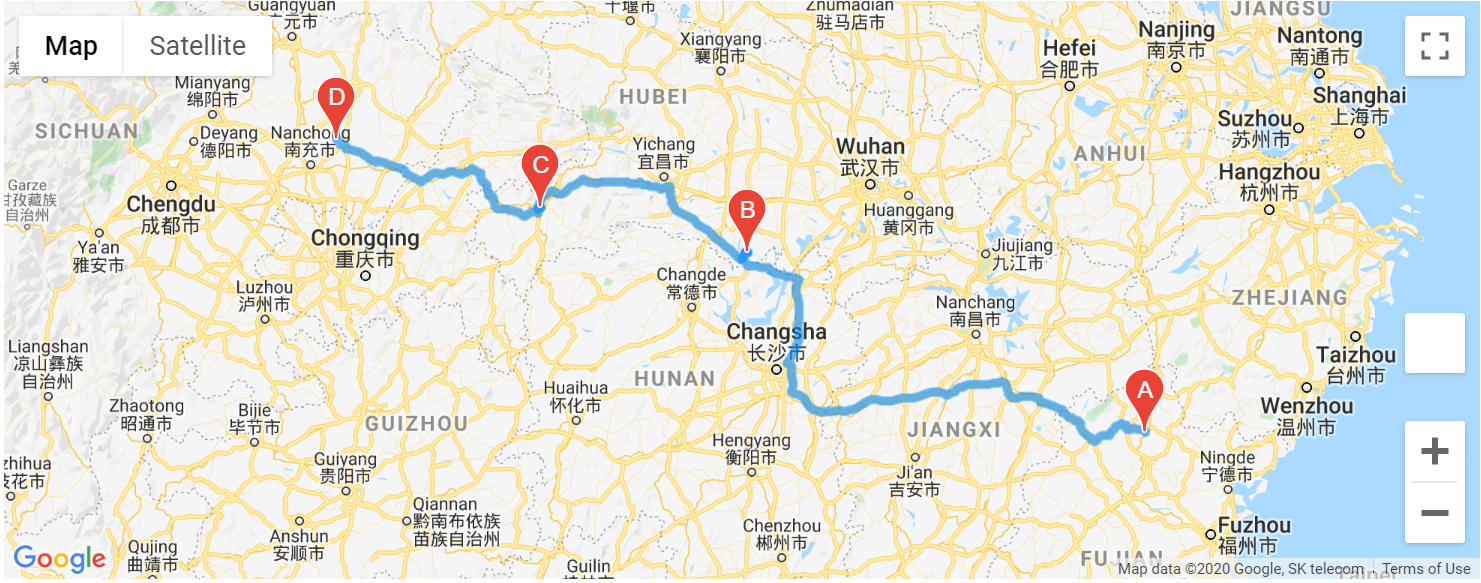 Guangyuan
广元市
十堰市
Zhumadian
驻马店市
JIANGSU
Map
Satellite
Nanjing
南京市
Nantong
南通市
Hefei
合肥市
Xiangyang
襄阳市
Mianyang
绵阳市
D
HUBEI
Shanghai
上海市
SICHUAN
Deyang
德阳市
Nanchong
南充市
Suzhou
苏州市
Yichang
宜昌市
Wuhan
武汉市
ANHUI
C
Garze
甘孜藏族
自治州
Chengdu
成都市
Hangzhou
杭州市
B
Huanggang
黄冈市
Ya'an
雅安市
Chongqing
重庆市
Jiujiang
九江市
Changde
常德市
Luzhou
泸州市
ZHEJIANG
Nanchang
南昌市
Changsha
长沙市
Liangshan
凉山彝族
自治州
Taizhou
台州市
HUNAN
Huaihua
怀化市
A
Zhaotong
昭通市
Bijie
毕节市
GUIZHOU
Wenzhou
温州市
JIANGXI
Hengyang
衡阳市
zhihua
枝花市
Guiyang
贵阳市
Ji'an
吉安市
Ningde
宁德市
Qiannan
黔南布依族
苗族自治州
Anshun
安顺市
Chenzhou
郴州市
Fuzhou
福州市
Qujing
曲靖市
Google
Guilin
FUJIAN
Map data ©2020 Google, SK telecom
Terms of Use